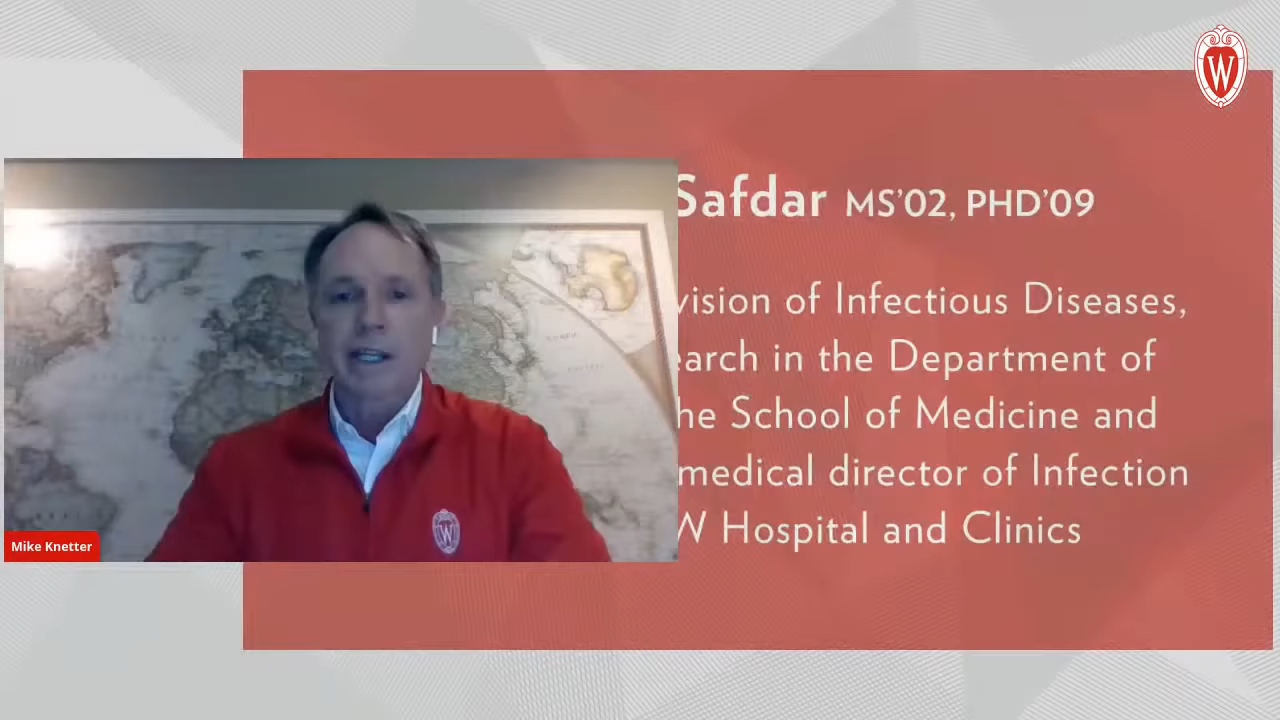 W
Safdar MS'02, PHD'09
vision of Infectious Diseases,
earch in the Department of
he School of Medicine and
medical director of Infection
W Hospital and Clinics
W
Mike Knetter